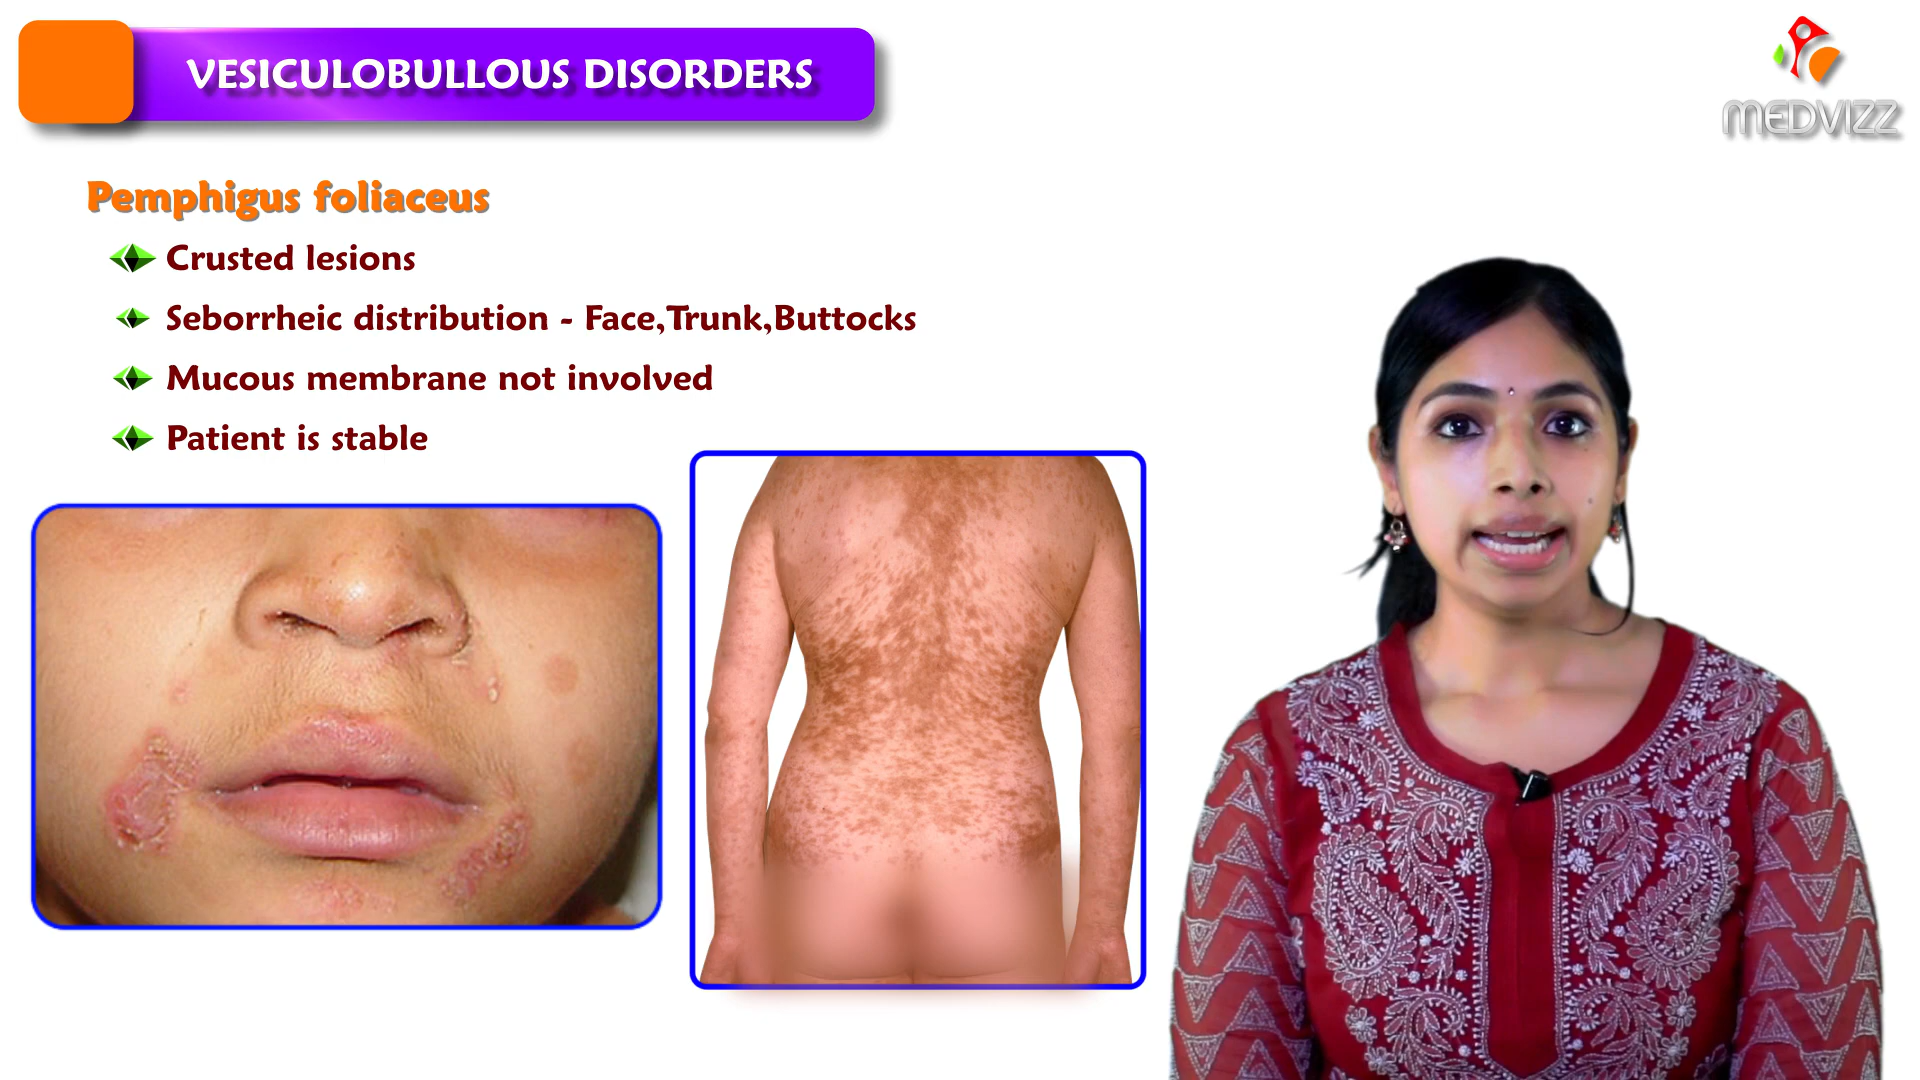 VESICULOBULLOUS DISORDERS
MEDVIZZ
Pemphigus foliaceus
Crusted lesions
Seborrheic distribution - Face,Trunk,Buttocks
Mucous membrane not involved
Patient is stable